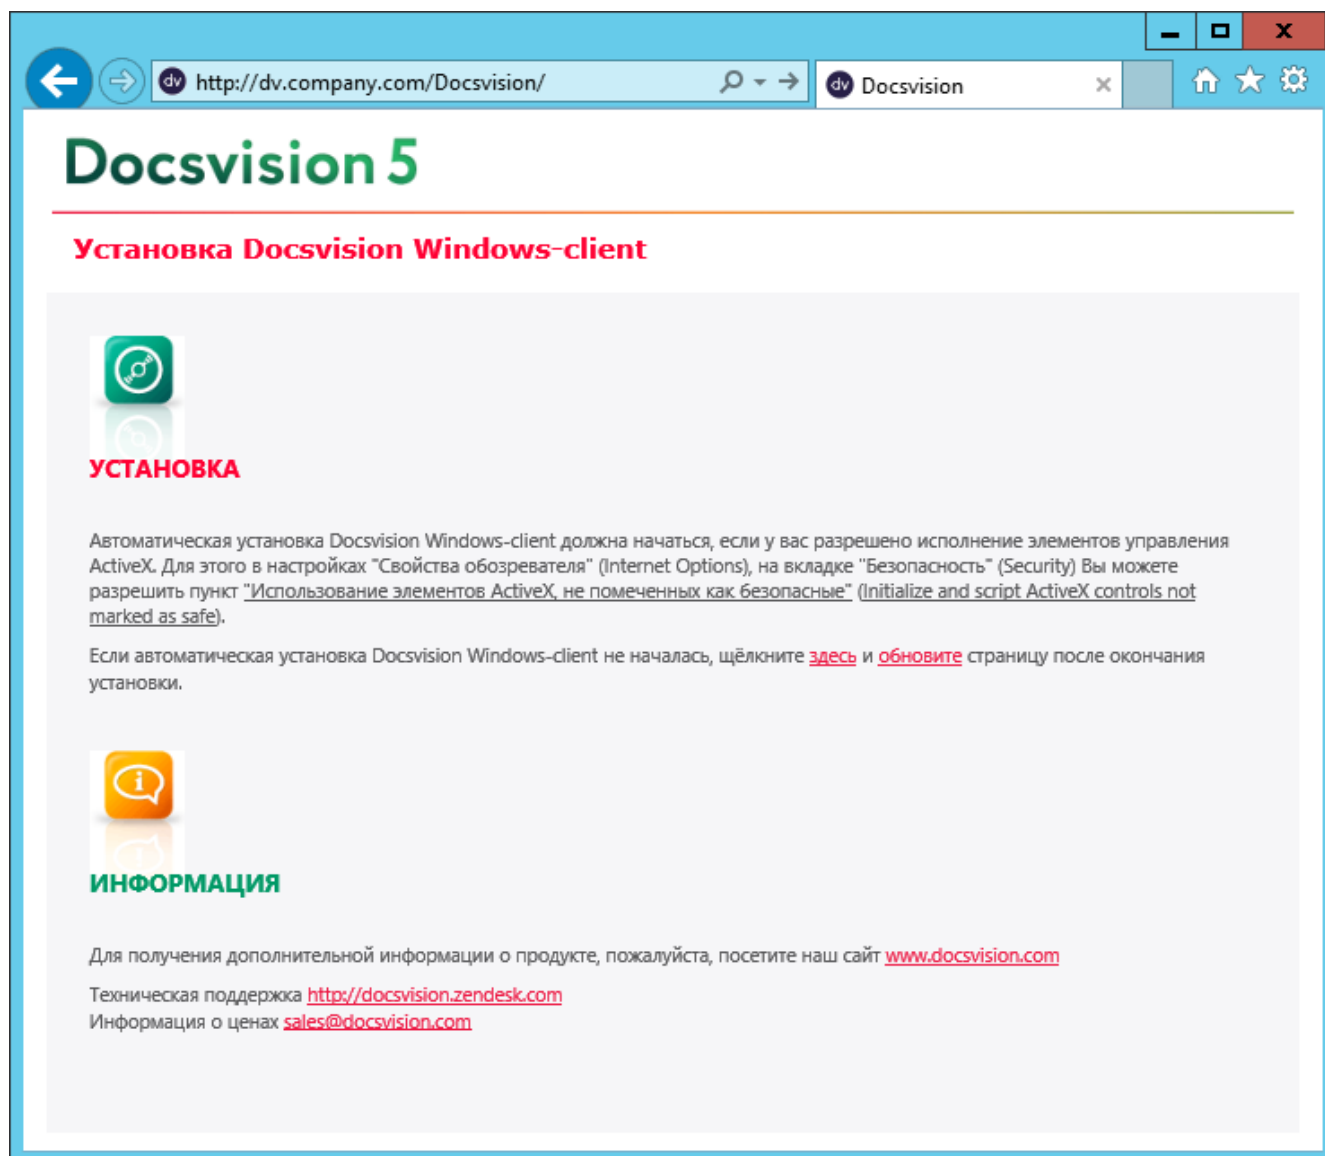 http://dv.company.com/Docsvision/
Docsvision
Docsvision 5
Установка Docsvision Windows-client
УСТАНОВКА
Автоматическая установка Docsvision Windows-client должна начаться, если у вас разрешено исполнение элементов управления
ActiveX. Для этого в настройках "Свойства обозревателя" (Internet Options), на вкладке "Безопасность" (Security) Вы можете
разрешить пункт "Использование элементов ActiveX, не помеченных как безопасные" (Initialize and script ActiveX controls not
marked as safe).
Если автоматическая установка Docsvision Windows-client не началась, щёлкните здесь и обновите страницу после окончания
установки.
ИНФОРМАЦИЯ
Для получения дополнительной информации о продукте, пожалуйста, посетите наш сайт www.docsvision.com
Техническая поддержка http://docsvision.zendesk.com
Информация о ценах sales@docsvision.com